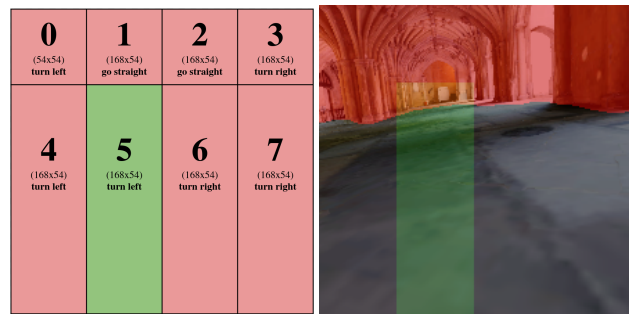 0 1 2 3
(54x54) (168x54) (168x54) (168x54)
turn left go straight go straight turn right
4 5 6 7
(168x54) (168x54) (168x54) (168x54)
turn left turn left turn right turn right